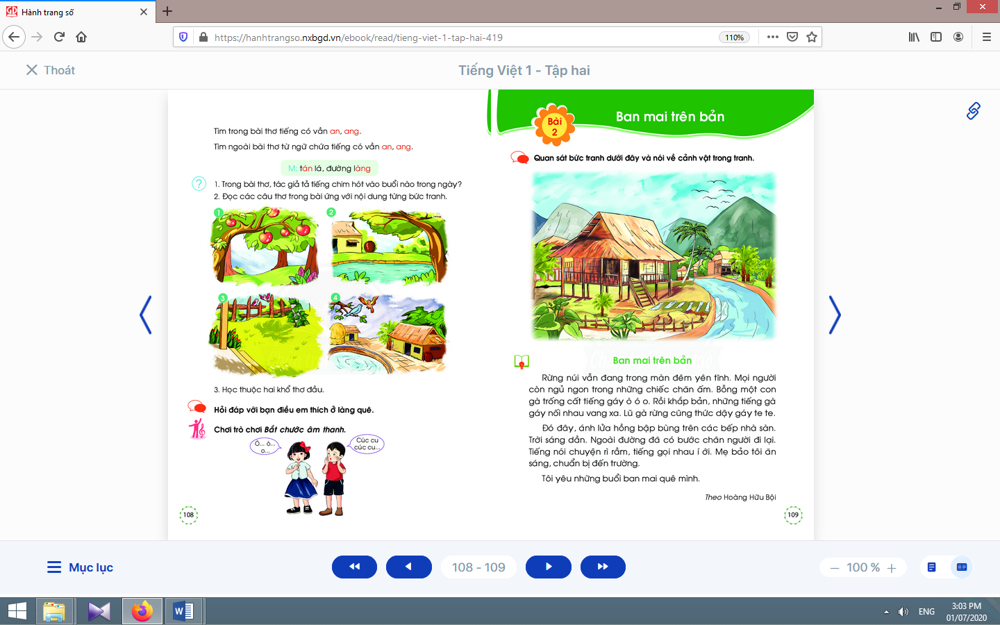 Hành trang số
https://hanhtrangso.nxbgd.vn/ebook/read/tieng-viet-1-tap-hai-419
110%
Thoát
Tiếng Việt 1 - Tập hai
Tìm trong bài thơ tiếng có vần an, ang.
Tìm ngoài bài thơ từ ngữ chứa tiếng có vần an, ang.
M: tán lá, đường làng
?
1. Trong bài thơ, tác giả tả tiếng chim hót vào buổi nào trong ngày?
2. Đọc các câu thơ trong bài ứng với nội dung từng bức tranh.
1
2
3
4
3. Học thuộc hai khổ thơ đầu.
Hỏi đáp với bạn điều em thích ở làng quê.
Chơi trò chơi Bắt chước âm thanh.
Ò... ó...
o...
Cúc cu
cúc cu...
108
Bài
2
Ban mai trên bản
Quan sát bức tranh dưới đây và nói về cảnh vật trong tranh.
Ban mai trên bản
Rừng núi vẫn đang trong màn đêm yên tĩnh. Mọi người
còn ngủ ngon trong những chiếc chăn ấm. Bỗng một con
gà trống cất tiếng gáy ò ó o. Rồi khắp bản, những tiếng gà
gáy nối nhau vang xa. Lũ gà rừng cũng thức dậy gáy te te.
Đó đây, ánh lửa hồng bập bùng trên các bếp nhà sàn.
Trời sáng dần. Ngoài đường đã có bước chân người đi lại.
Tiếng nói chuyện rì rầm, tiếng gọi nhau í ới. Mẹ bảo tôi ăn
sáng, chuẩn bị đến trường.
Tôi yêu những buổi ban mai quê mình.
Theo Hoàng Hữu Bội
109
Mục lục
108 - 109
100 %
ENG
3:03 PM
01/07/2020